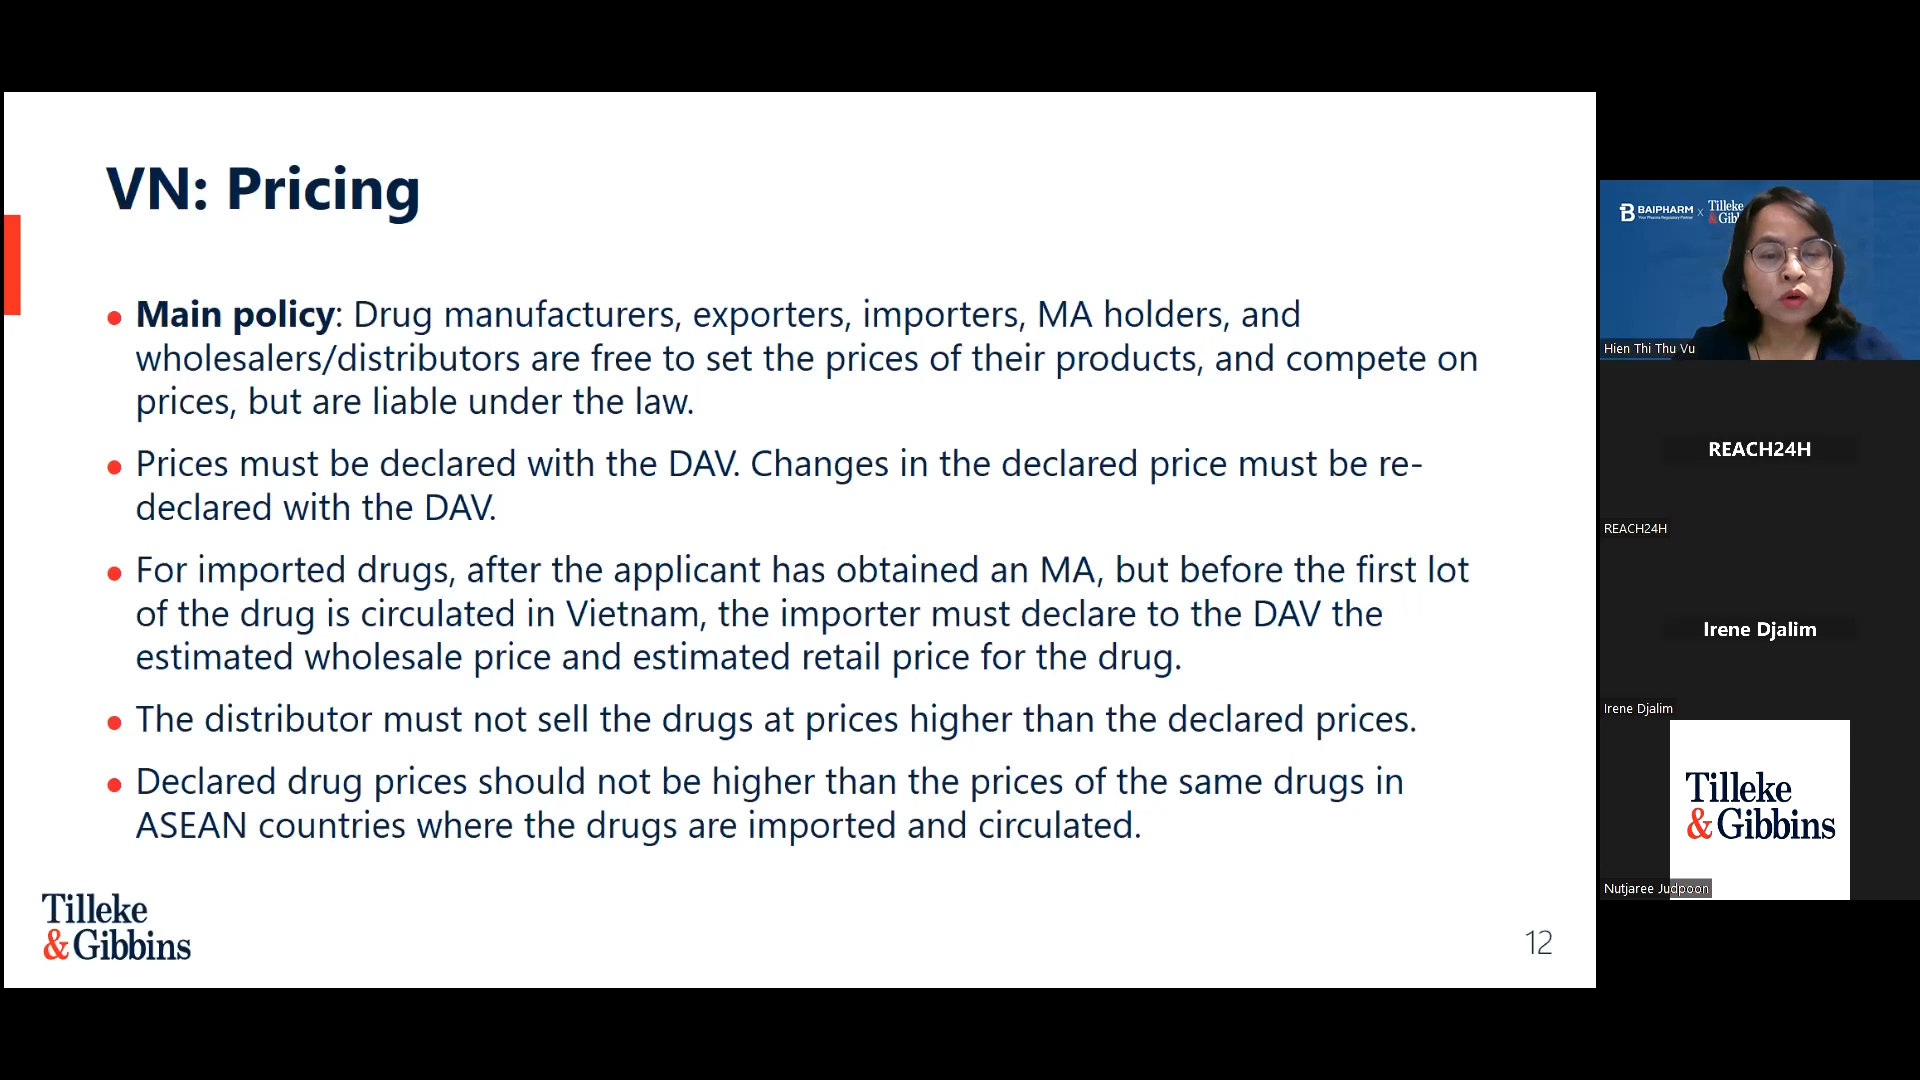 VN: Pricing
• Main policy: Drug manufacturers, exporters, importers, MA holders, and
wholesalers/distributors are free to set the prices of their products, and compete on
prices, but are liable under the law.
• Prices must be declared with the DAV. Changes in the declared price must be re-
declared with the DAV.
• For imported drugs, after the applicant has obtained an MA, but before the first lot
of the drug is circulated in Vietnam, the importer must declare to the DAV the
estimated wholesale price and estimated retail price for the drug.
• The distributor must not sell the drugs at prices higher than the declared prices.
• Declared drug prices should not be higher than the prices of the same drugs in
ASEAN countries where the drugs are imported and circulated.
Tilleke
& Gibbins
12
BAIPHARM x Tilleke
Your Pharma Regulatory Partner
& Gib
Hien Thi Thu Vu
REACH24H
REACH24H
Irene Djalim
Irene Djalim
Tilleke
& Gibbins
Nutjaree Judpoon